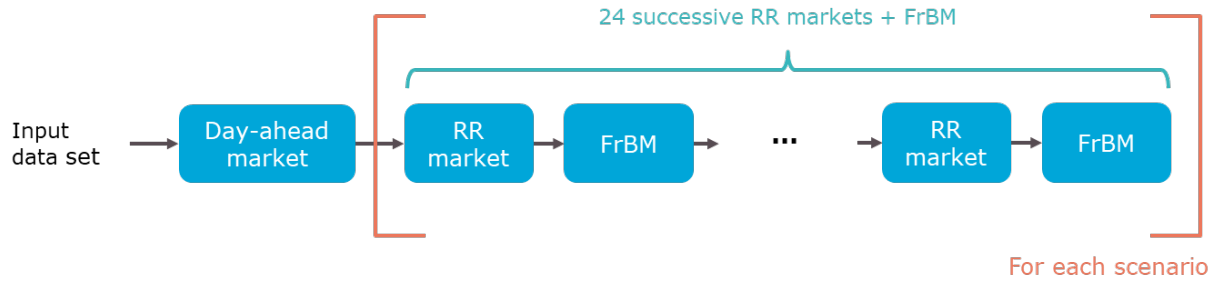 24 successive RR markets + FrBM
Input
data set
Day-ahead
market
RR
market
FrBM
...
RR
market
FrBM
For each scenario